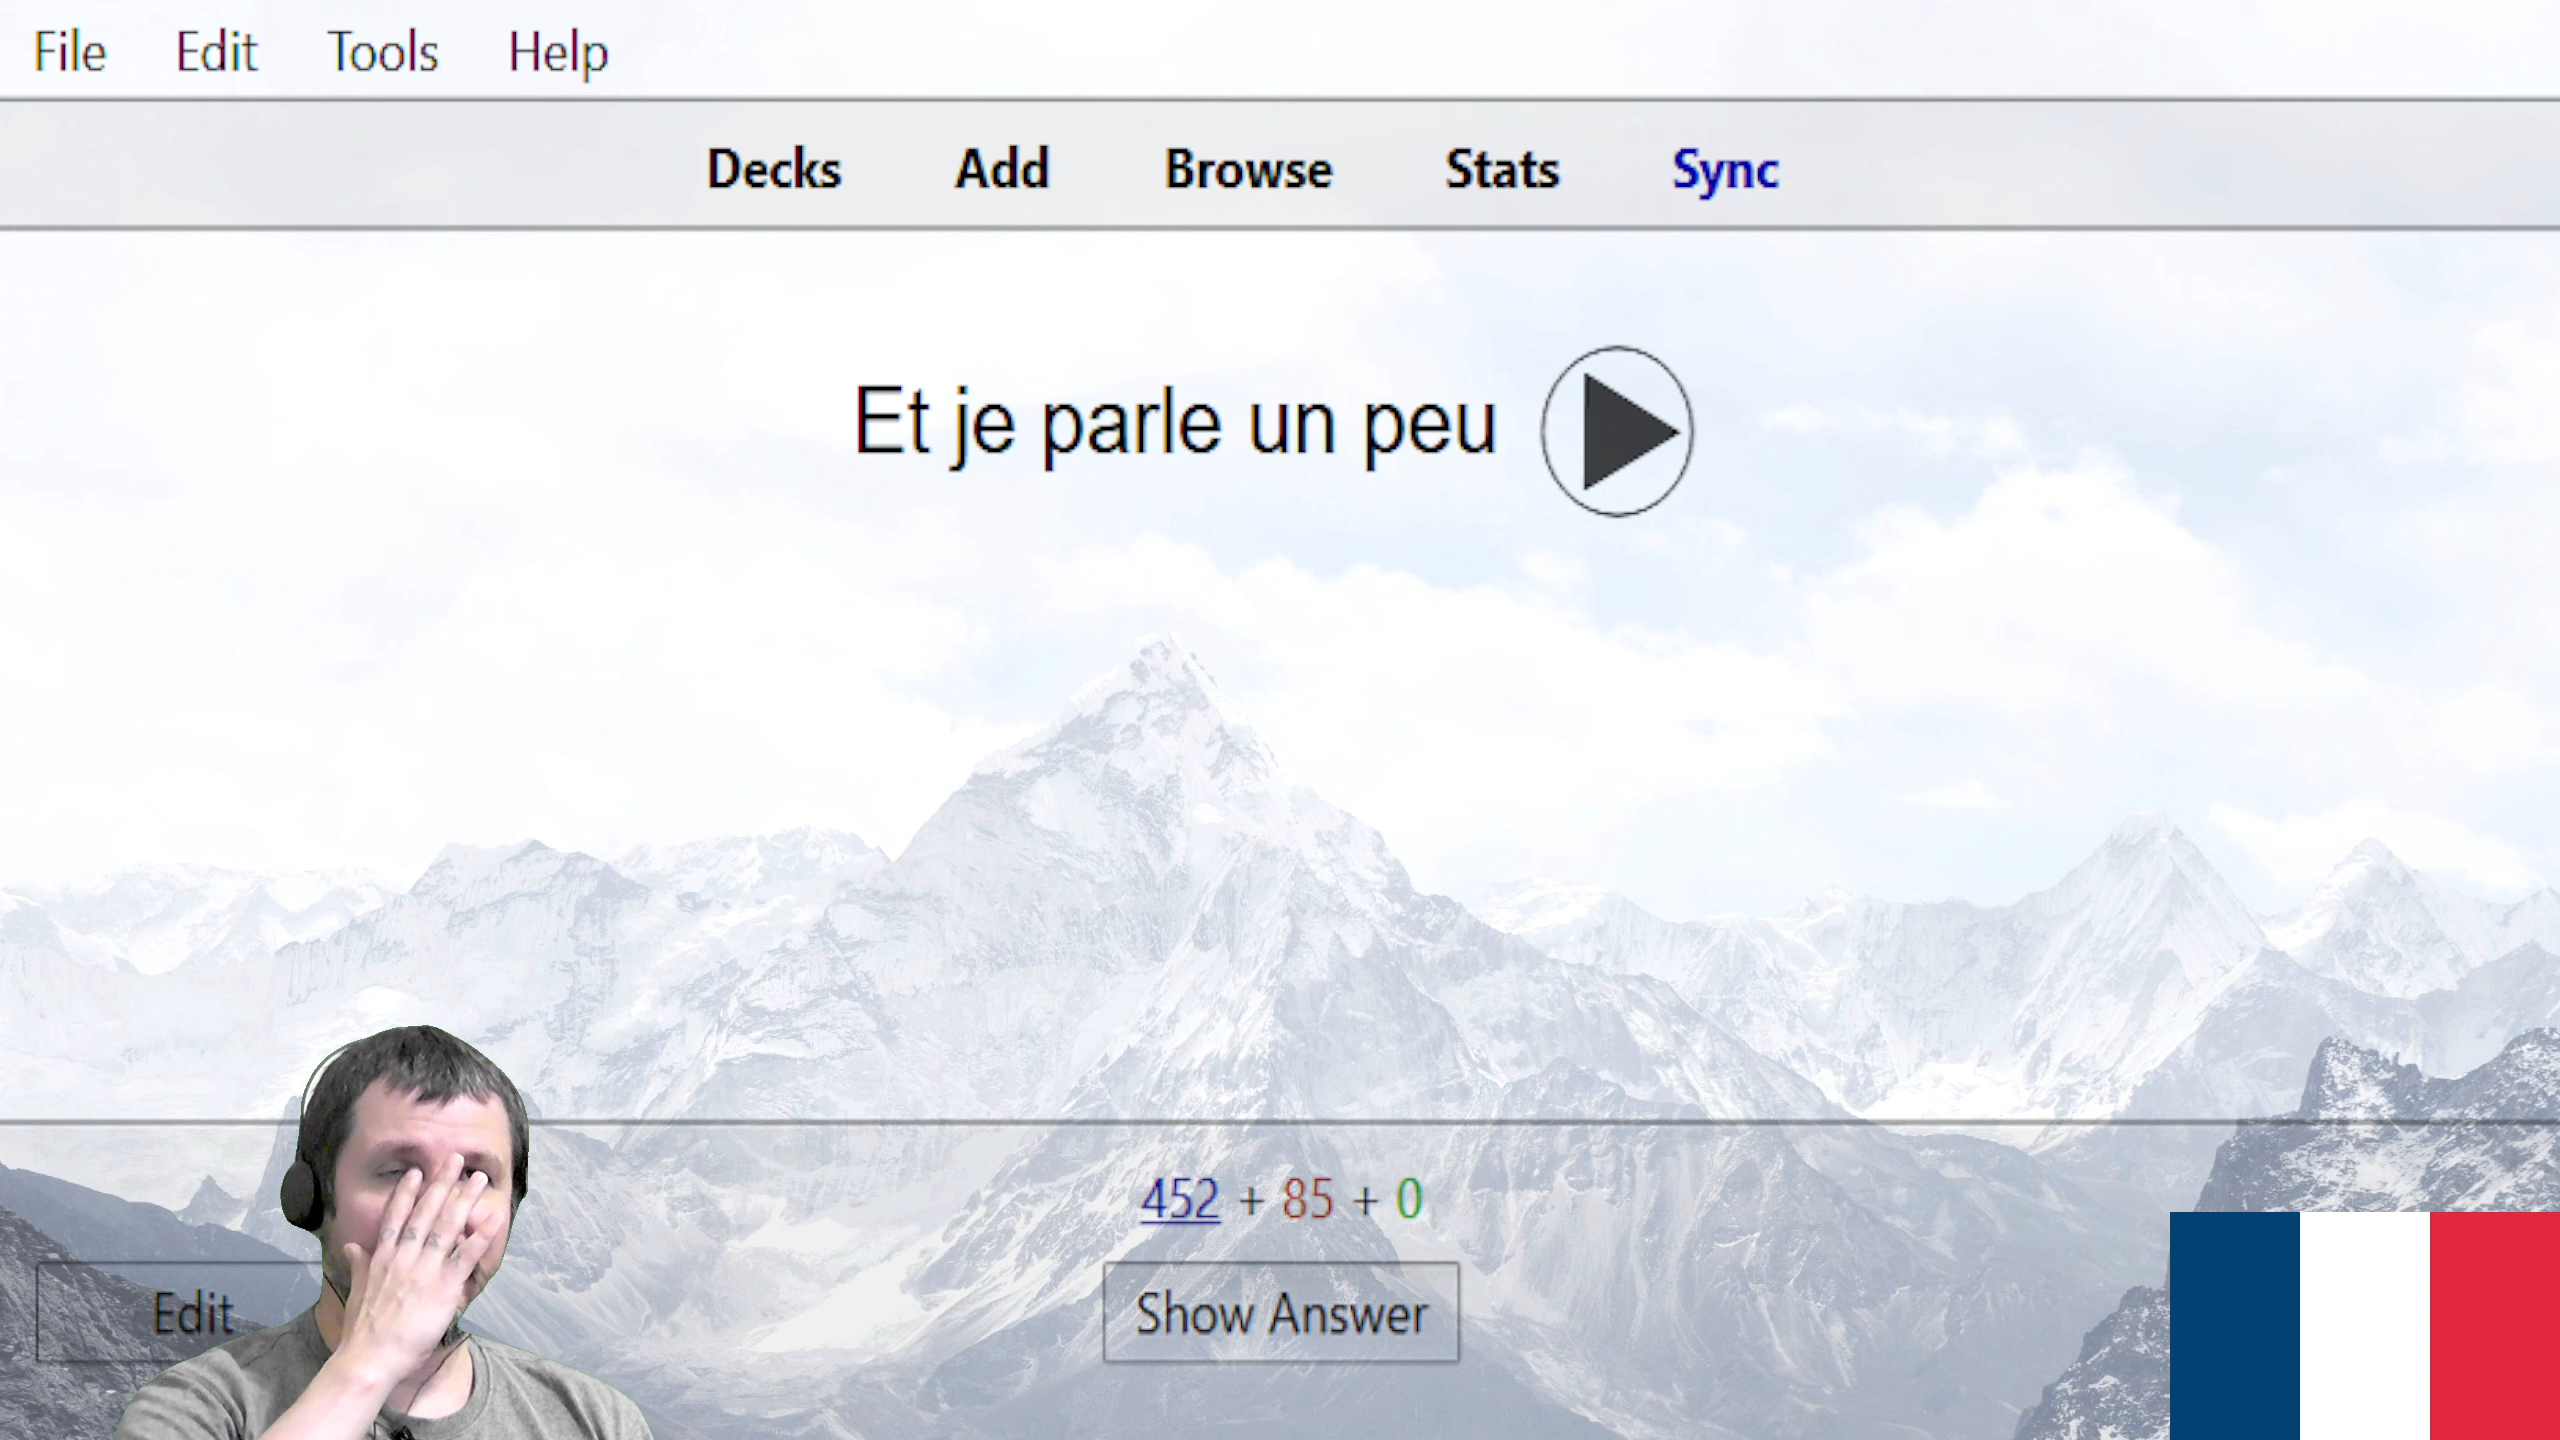 File Edit Tools Help
Decks Add Browse Stats Sync
Et je parle un peu
452 + 85 + 0
Edit Show Answer